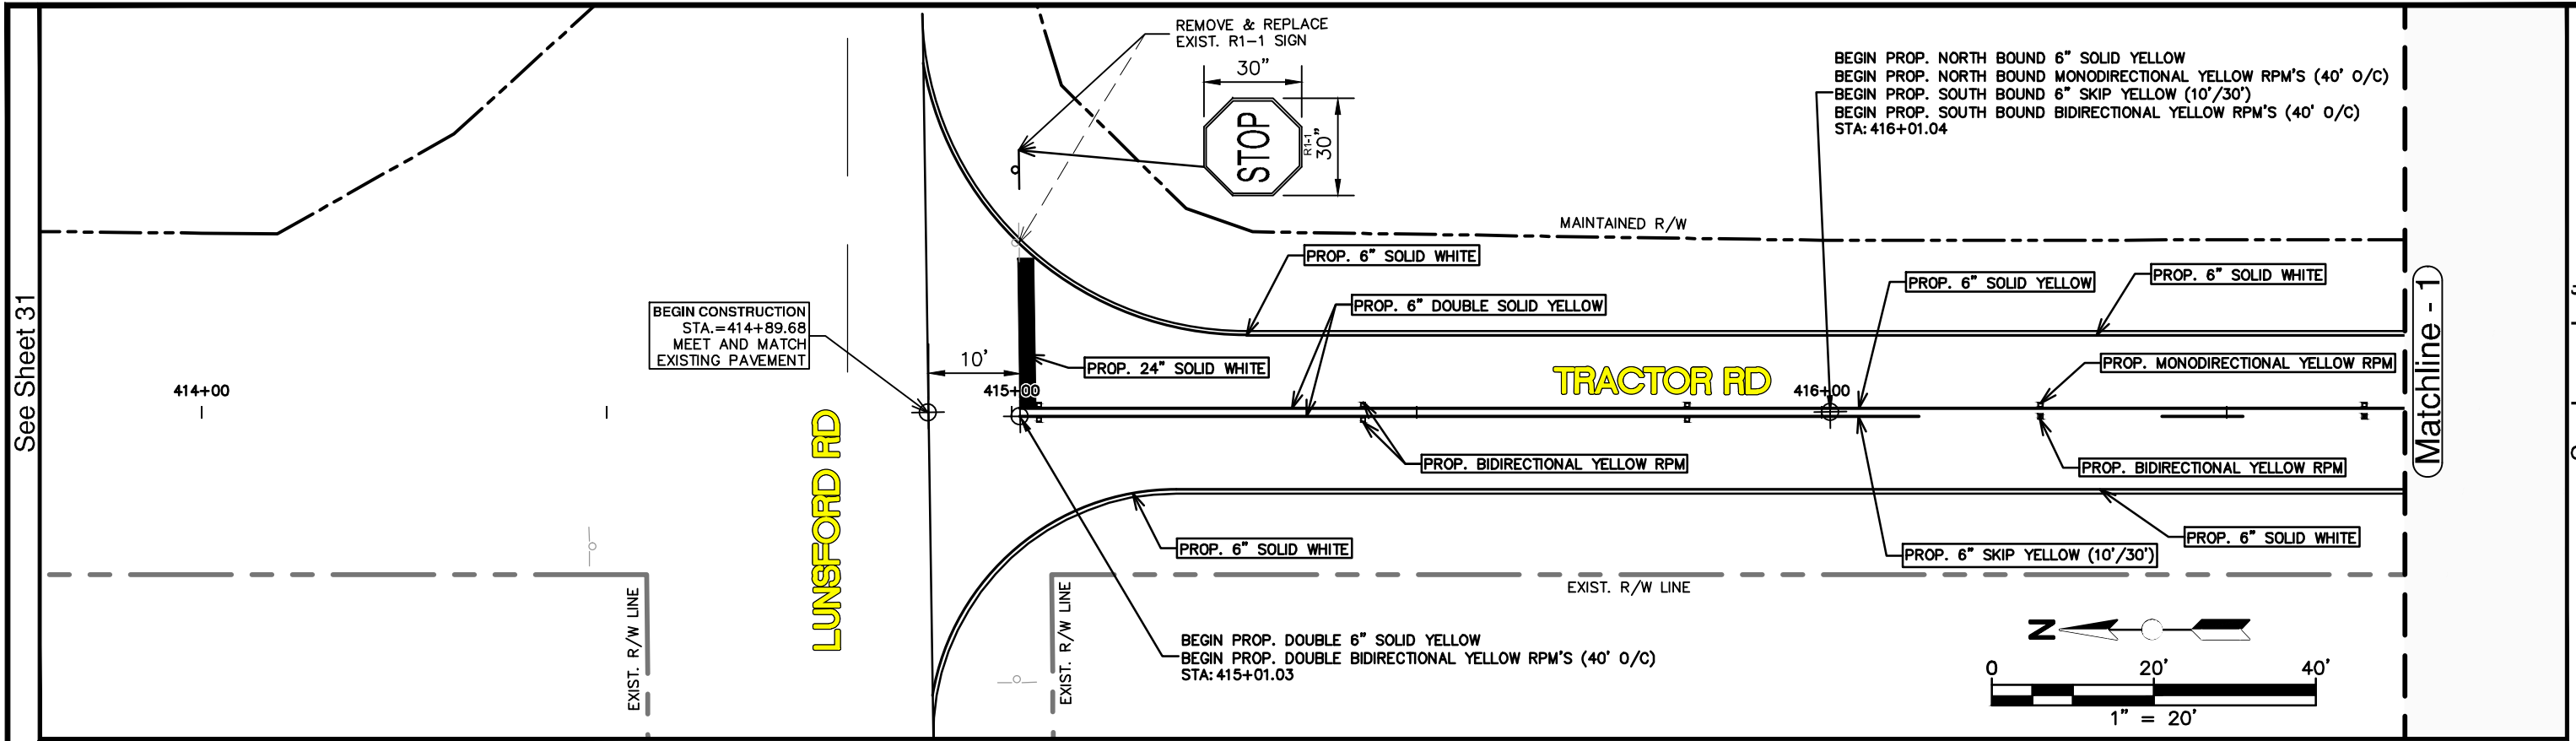 See Sheet 31
REMOVE & REPLACE
EXIST. R1-1 SIGN
30"
STOP
R1-1
30"
BEGIN PROP. NORTH BOUND 6" SOLID YELLOW
BEGIN PROP. NORTH BOUND MONODIRECTIONAL YELLOW RPM'S (40' O/C)
BEGIN PROP. SOUTH BOUND 6" SKIP YELLOW (10'/30')
BEGIN PROP. SOUTH BOUND BIDIRECTIONAL YELLOW RPM'S (40' O/C)
STA: 416+01.04
MAINTAINED R/W
PROP. 6" SOLID WHITE
PROP. 6" SOLID YELLOW
PROP. 6" SOLID WHITE
PROP. 6" DOUBLE SOLID YELLOW
BEGIN CONSTRUCTION
STA.=414+89.68
MEET AND MATCH
EXISTING PAVEMENT
10'
PROP. 24" SOLID WHITE
PROP. MONODIRECTIONAL YELLOW RPM
TRACTOR RD
414+00
415+00
416+00
Matchline - 1
LUNSFORD RD
PROP. BIDIRECTIONAL YELLOW RPM
PROP. BIDIRECTIONAL YELLOW RPM
PROP. 6" SOLID WHITE
PROP. 6" SKIP YELLOW (10'/30')
PROP. 6" SOLID WHITE
EXIST. R/W LINE
EXIST. R/W LINE
EXIST. R/W LINE
BEGIN PROP. DOUBLE 6" SOLID YELLOW
BEGIN PROP. DOUBLE BIDIRECTIONAL YELLOW RPM'S (40' O/C)
STA: 415+01.03
N
0 20' 40'
1" = 20'